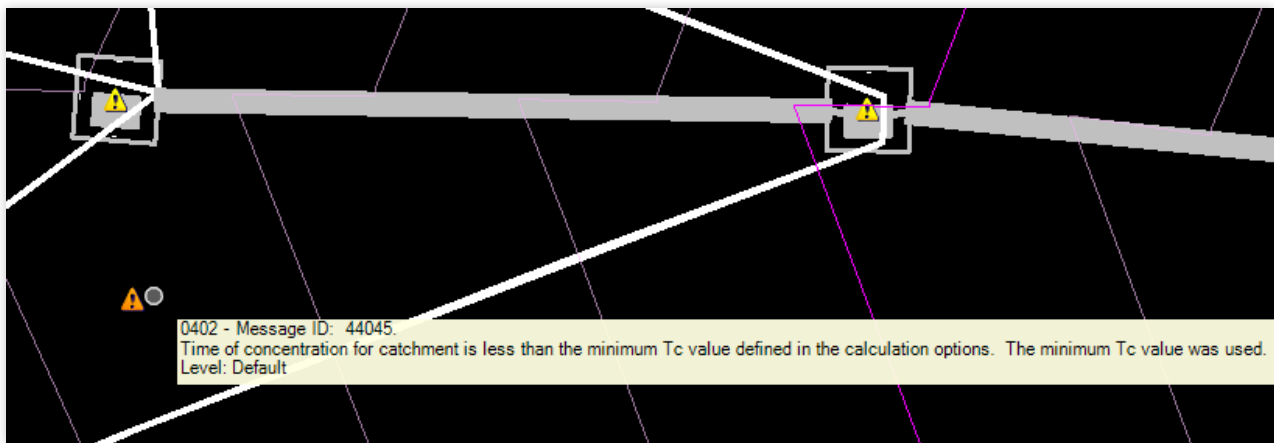 0402 - Message ID:  44045.
Time of concentration for catchment is less than the minimum Tc value defined in the calculation options.  The minimum Tc value was used.
Level: Default